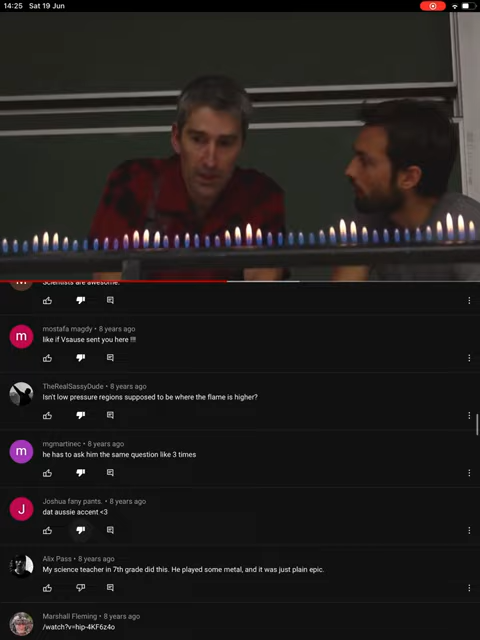 14:25 Sat 19 Jun
Scientists are awesome.
m
mostafa magdy • 8 years ago
like if Vsause sent you here !!!
TheRealSassyDude • 8 years ago
Isn't low pressure regions supposed to be where the flame is higher?
m
mgmartinec • 8 years ago
he has to ask him the same question like 3 times
J
Joshua fany pants. • 8 years ago
dat aussie accent <3
Alix Pass • 8 years ago
My science teacher in 7th grade did this. He played some metal, and it was just plain epic.
Marshall Fleming • 8 years ago
/watch?v=hip-4KF6z4o